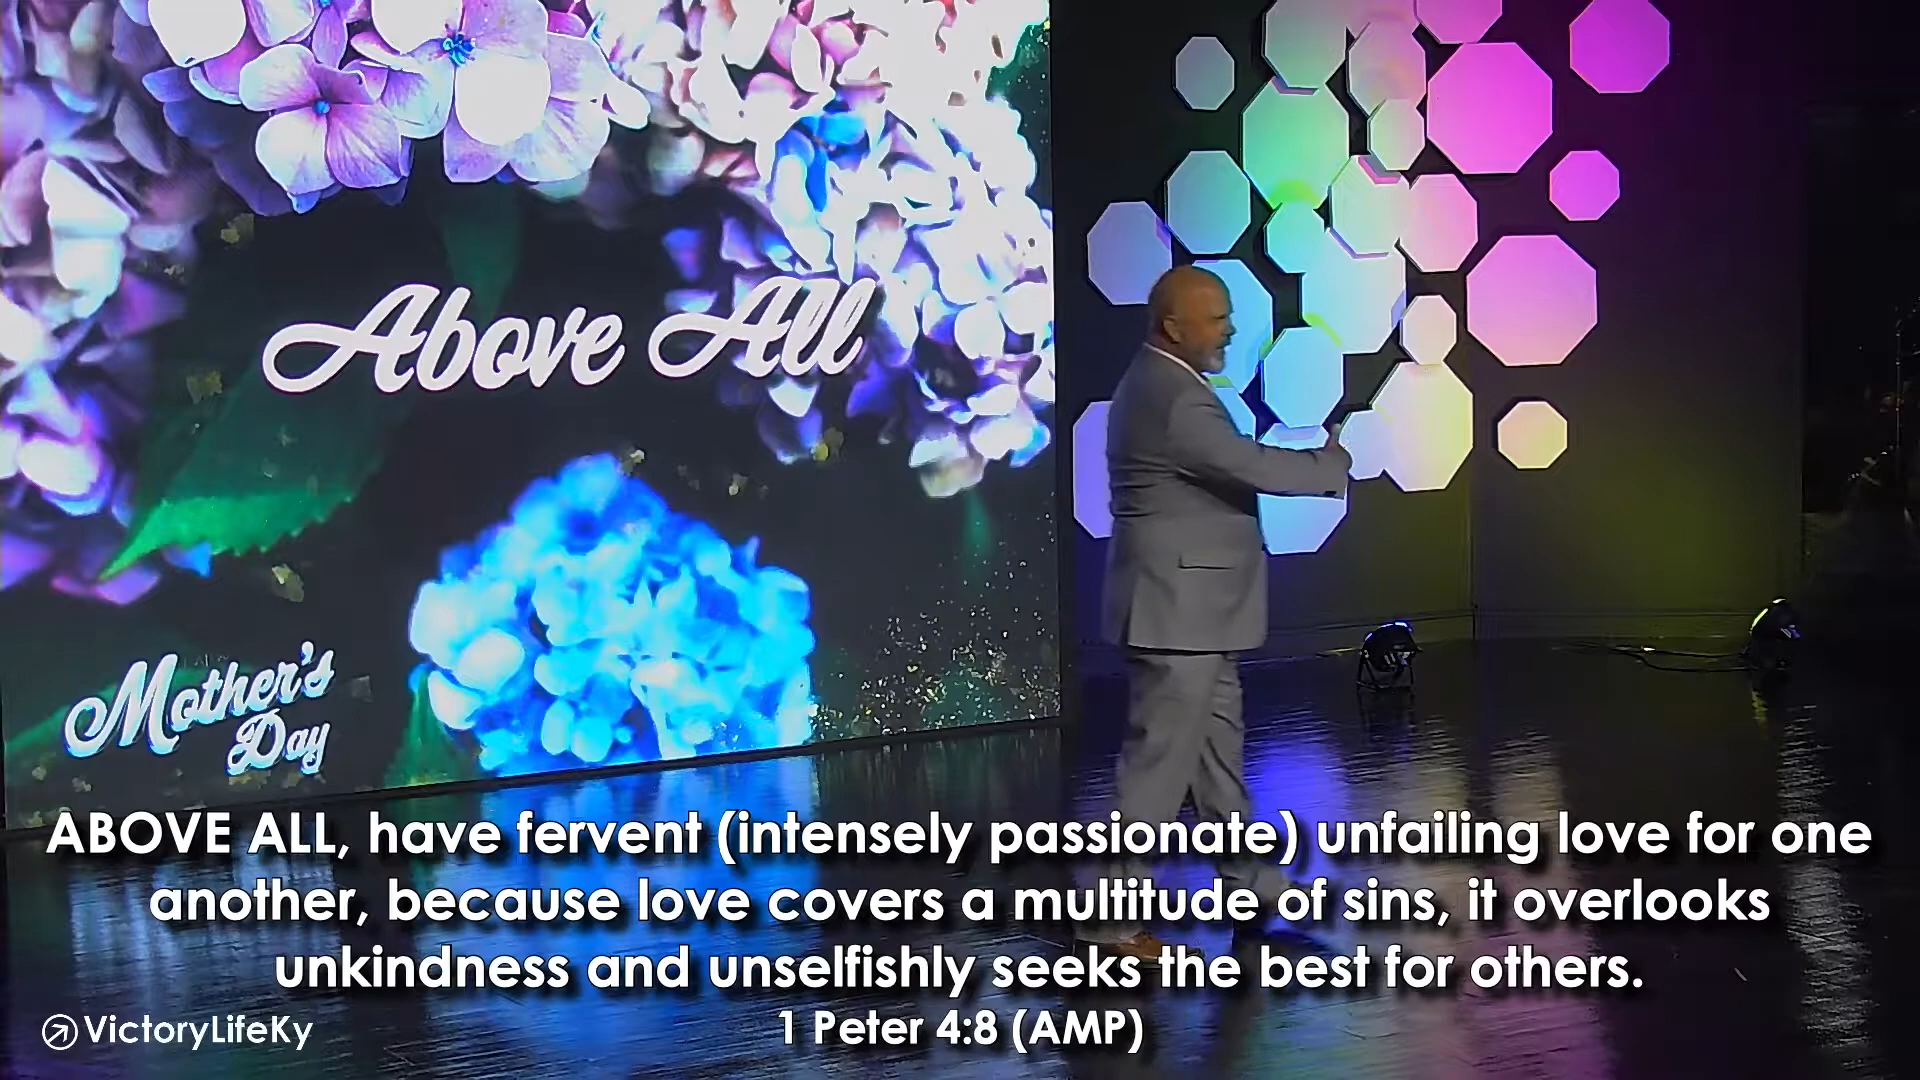 Above All
Mother's
Day
ABOVE ALL, have fervent (intensely passionate) unfailing love for one
another, because love covers a multitude of sins, it overlooks
unkindness and unselfishly seeks the best for others.
1 Peter 4:8 (AMP)
VictoryLifeKy